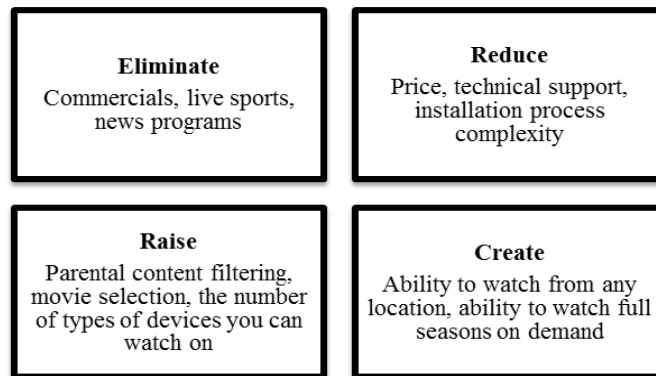 Eliminate
Commercials, live sports,
news programs
Reduce
Price, technical support,
installation process
complexity
Raise
Parental content filtering,
movie selection, the number
of types of devices you can
watch on
Create
Ability to watch from any
location, ability to watch full
seasons on demand